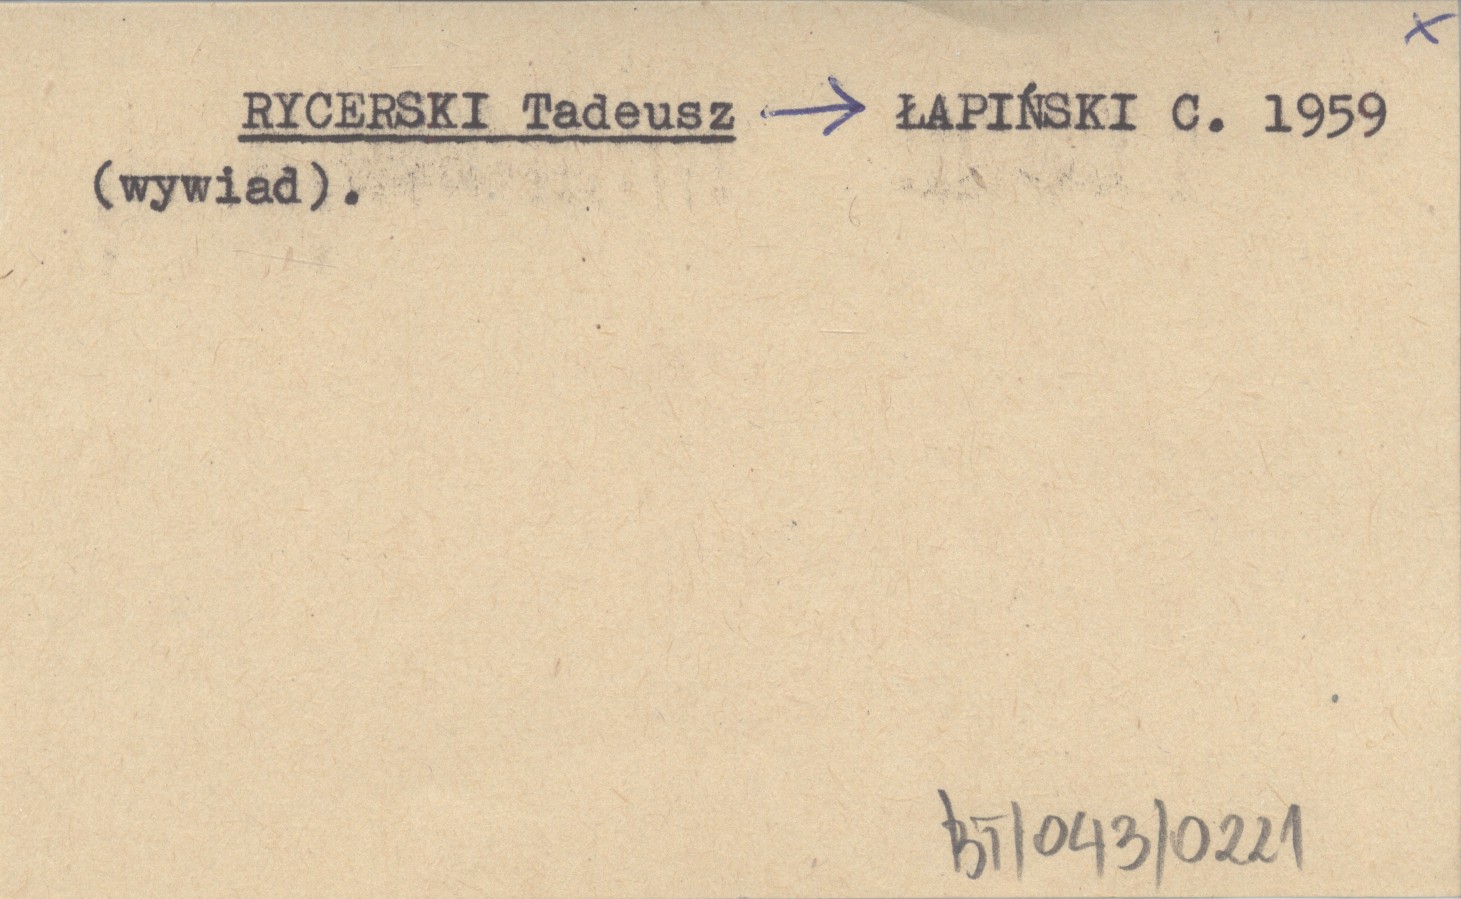 x
RYCERSKI Tadeusz → ŁAPIŃSKI C. 1959
(wywiad).
BT/043/0221